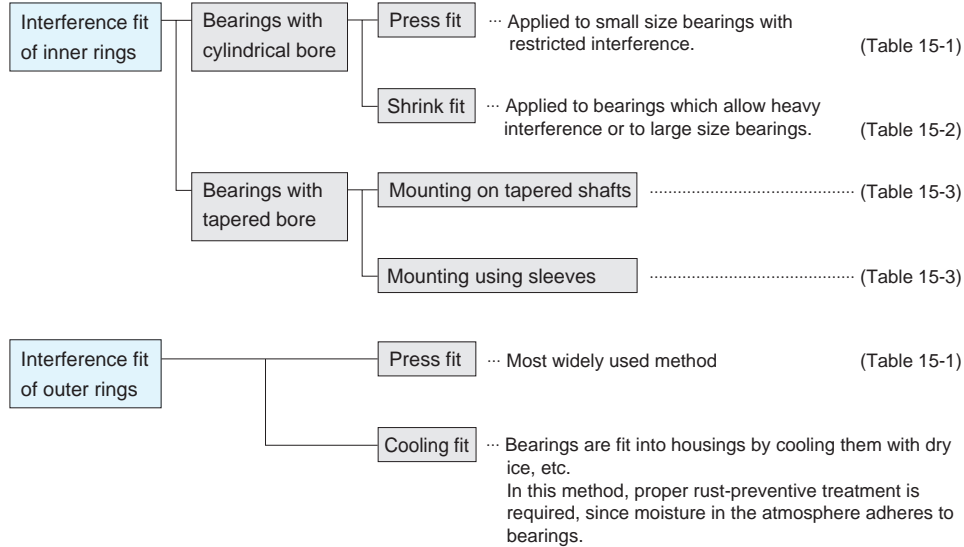 Interference fit
of inner rings
Bearings with
cylindrical bore
Press fit
··· Applied to small size bearings with
restricted interference.
(Table 15-1)
Shrink fit
··· Applied to bearings which allow heavy
interference or to large size bearings.
(Table 15-2)
Bearings with
tapered bore
Mounting on tapered shafts
(Table 15-3)
Mounting using sleeves
(Table 15-3)
Interference fit
of outer rings
Press fit
··· Most widely used method
(Table 15-1)
Cooling fit
··· Bearings are fit into housings by cooling them with dry
ice, etc.
In this method, proper rust-preventive treatment is
required, since moisture in the atmosphere adheres to
bearings.